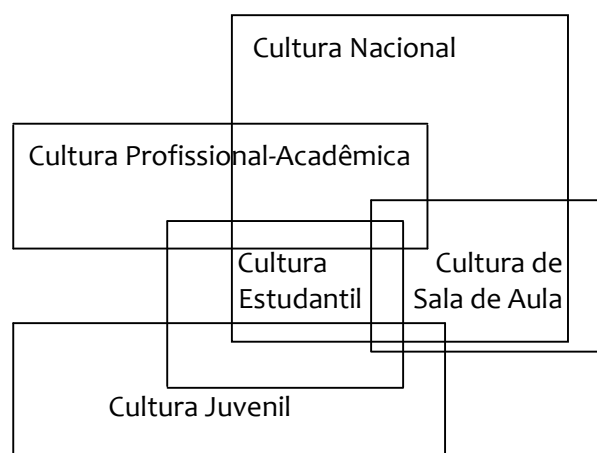 Cultura Nacional
Cultura Profissional-Acadêmica
Cultura
Estudantil
Cultura de
Sala de Aula
Cultura Juvenil